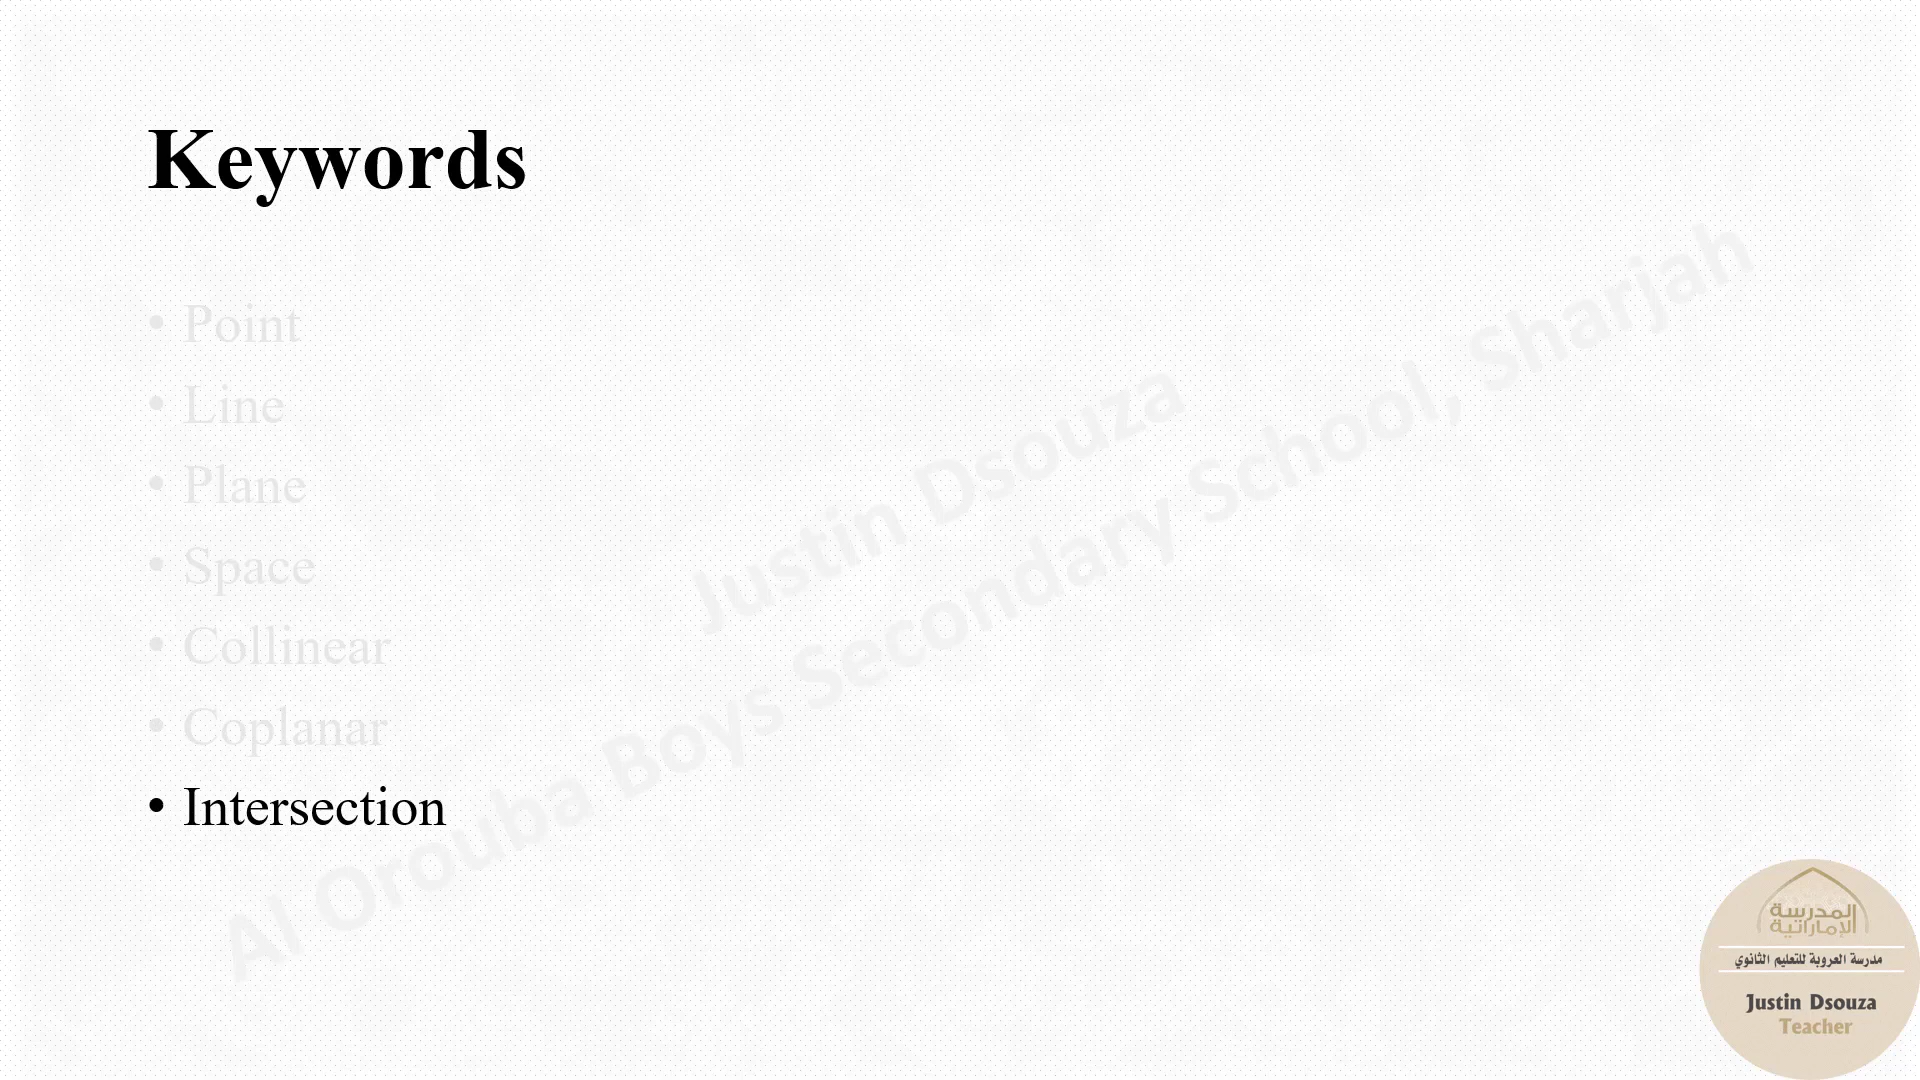 Keywords
• Point
• Line
• Plane
• Space
• Collinear
• Coplanar
• Intersection
Justin Dsouza
Al Orouba Boys Secondary School, Sharjah
المدرسة
الإماراتية
مدرسة العروبة للتعليم الثانوي
Justin Dsouza
Teacher